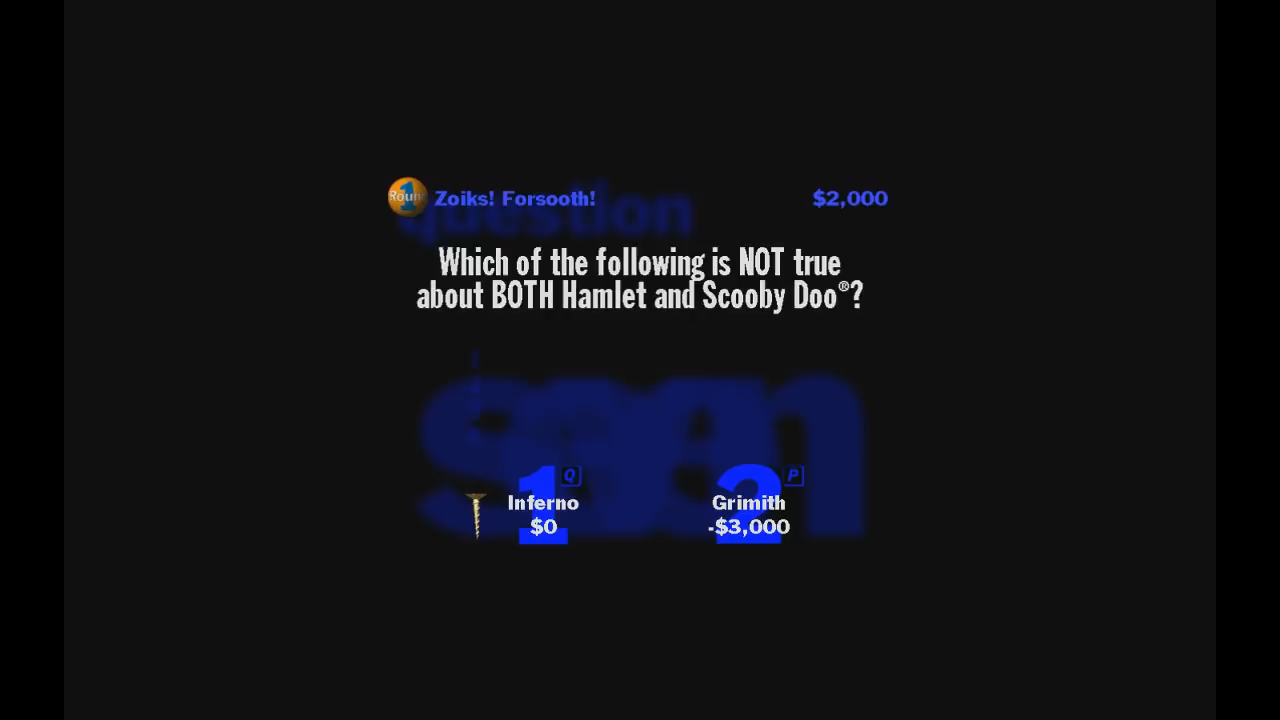 Roun 1 Zoiks! Forsooth! $2,000
question
Which of the following is NOT true
about BOTH Hamlet and Scooby Doo®?
1 Q 2 P
Inferno Grimith
$0 -$3,000